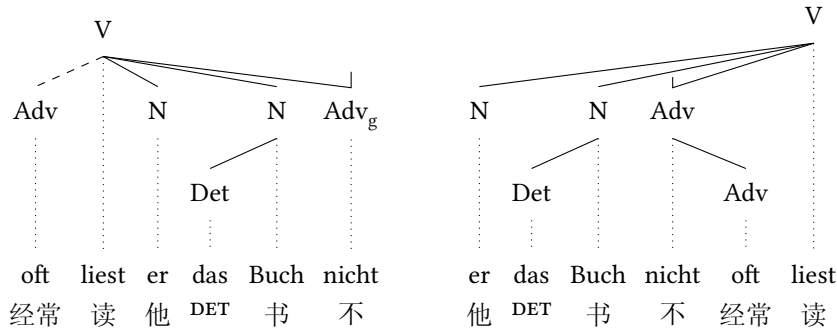 V V
Adv N N Adv_g N N Adv
Det Det Adv
oft liest er das Buch nicht er das Buch nicht oft liest
经常 读 他 DET 书 不 他 DET 书 不 经常 读